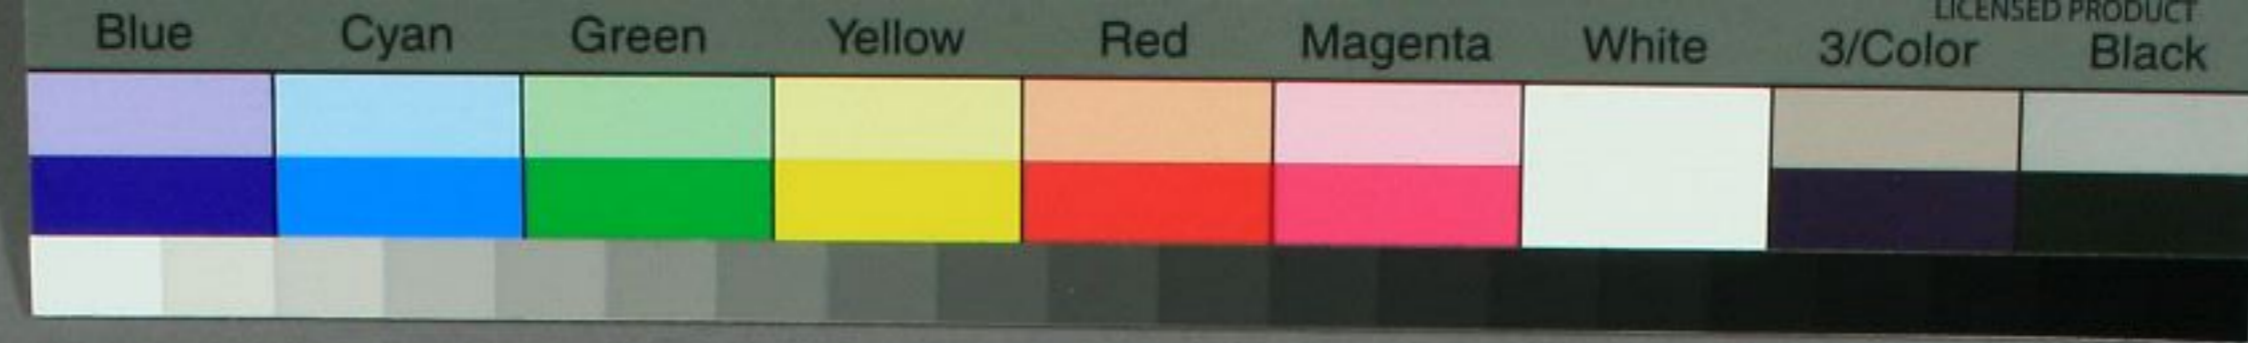 LICENSED PRODUCT
Blue Cyan Green Yellow Red Magenta White 3/Color Black